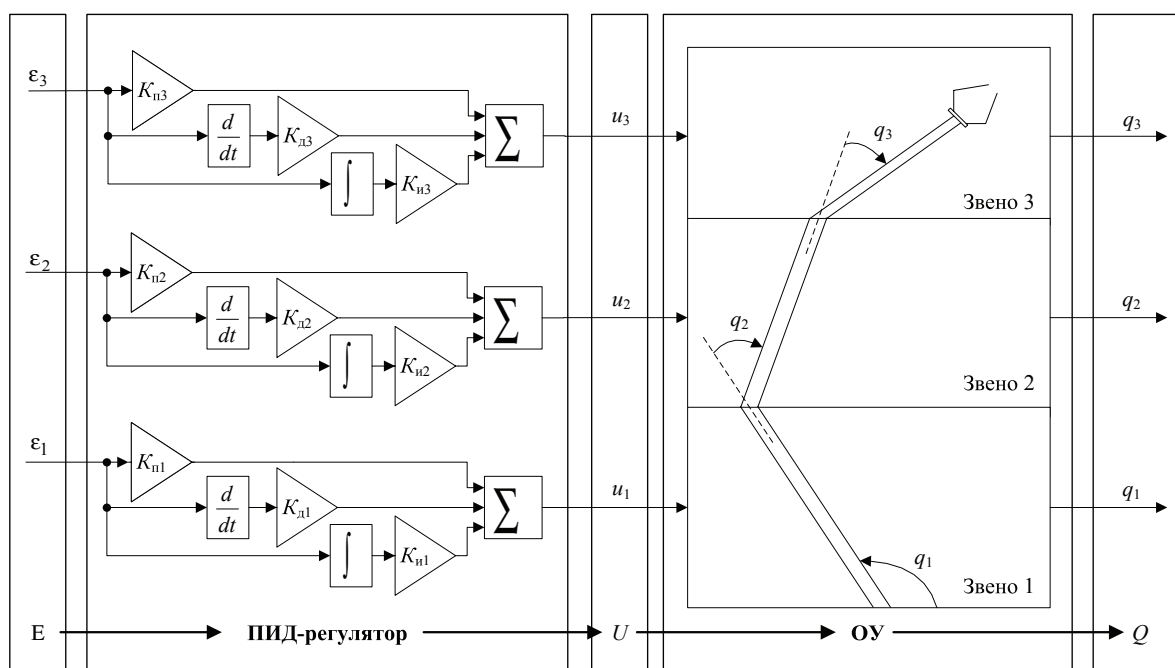 ε3
Kп3
d
dt
Kд3
∫
Kи3
∑
u3
q3
Звено 3
q3
ε2
Kп2
d
dt
Kд2
∫
Kи2
∑
u2
q2
Звено 2
q2
ε1
Kп1
d
dt
Kд1
∫
Kи1
∑
u1
q1
Звено 1
q1
E
ПИД-регулятор
U
ОУ
Q